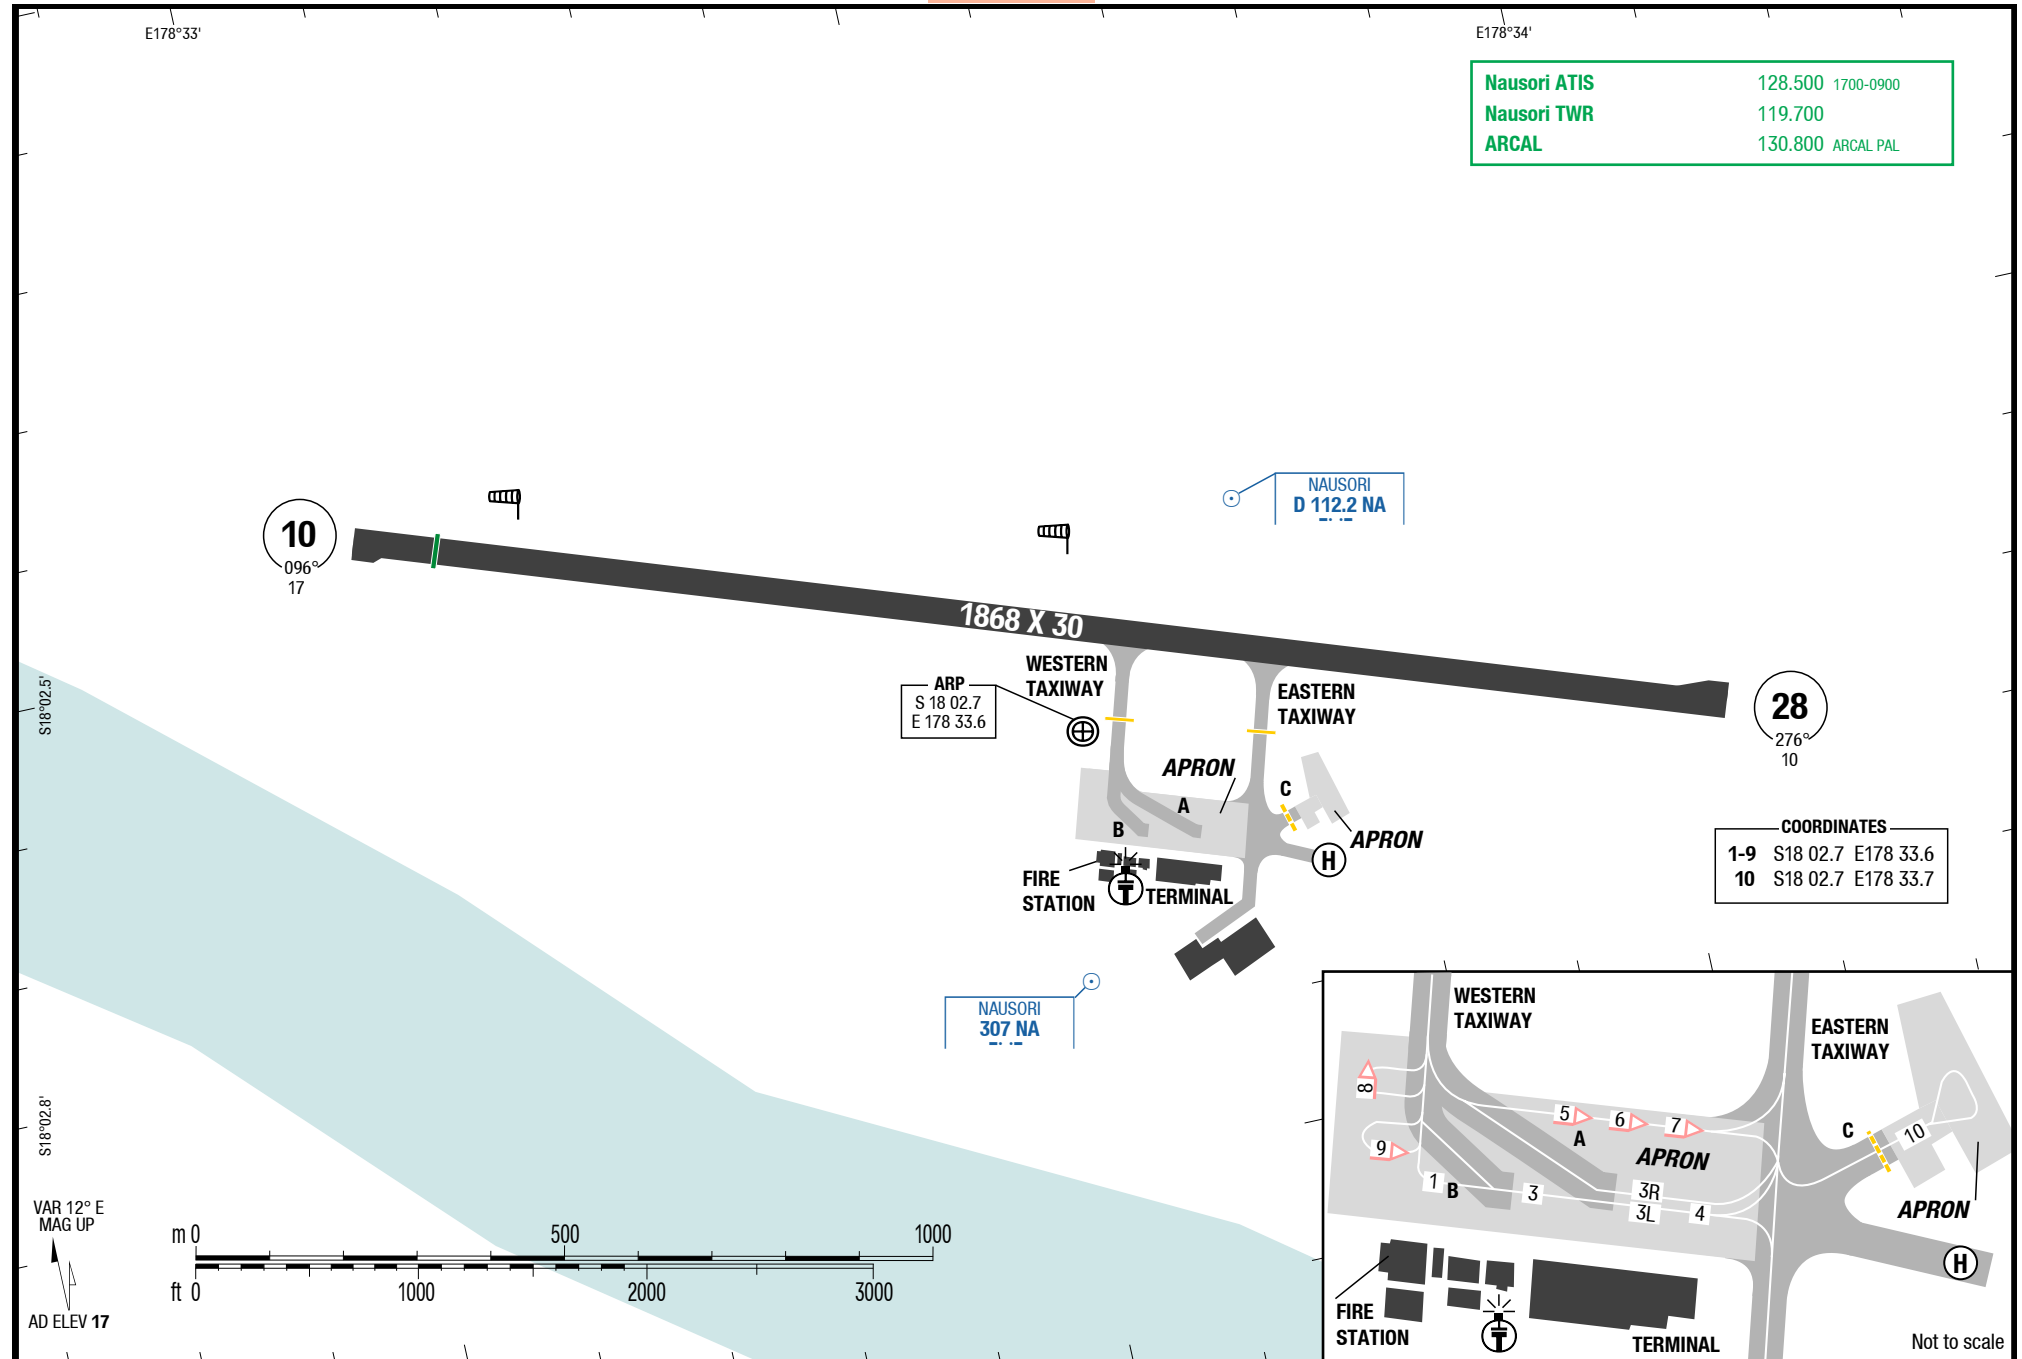 E178°33'
E178°34'
Nausori ATIS 128.500 1700-0900
Nausori TWR 119.700
ARCAL 130.800 ARCAL PAL
NAUSORI
D 112.2 NA
10
096°
17
1868 X 30
WESTERN
TAXIWAY
ARP
S 18 02.7
E 178 33.6
EASTERN
TAXIWAY
28
276°
10
S18°02.5'
APRON
A
B
C
APRON
H
FIRE
STATION
TERMINAL
COORDINATES
1-9 S18 02.7 E178 33.6
10 S18 02.7 E178 33.7
NAUSORI
307 NA
S18°02.8'
VAR 12° E
MAG UP
AD ELEV 17
m 0 500 1000
ft 0 1000 2000 3000
WESTERN
TAXIWAY
EASTERN
TAXIWAY
8
5
6
7
A
9
APRON
C
10
1
B
3
3R
3L
4
APRON
H
FIRE
STATION
TERMINAL
Not to scale